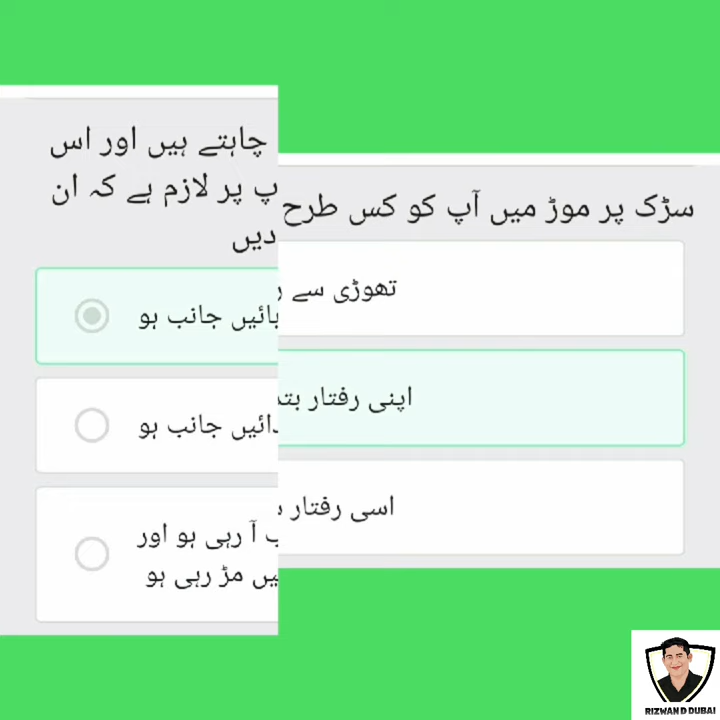 چاہتے ہیں اور اس
پر لازم ہے کہ ان
دیں
بائیں جانب ہو
دائیں جانب ہو
آ رہی ہو اور
مڑ رہی ہو
سڑک پر موڑ میں آپ کو کس طرح
تھوڑی سے
اپنی رفتار
اسی رفتار
RIZWAN D DUBAI